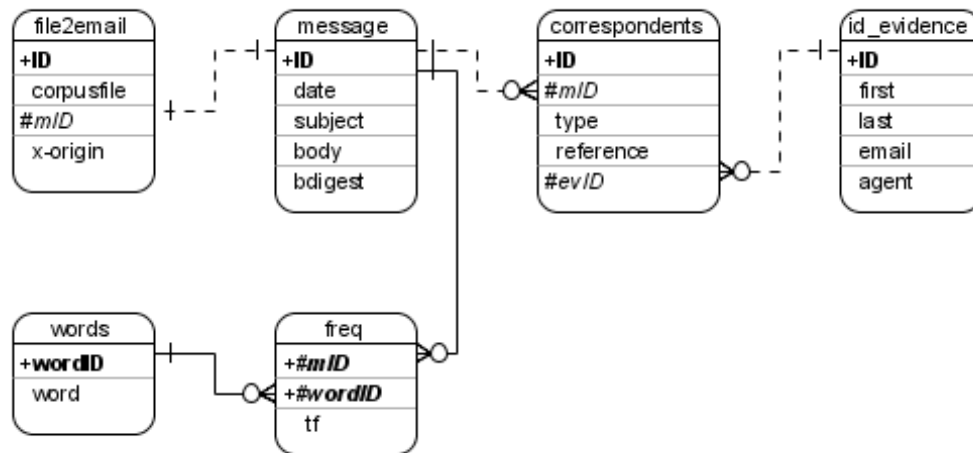 file2email
+ID
corpusfile
#mID
x-origin
message
+ID
date
subject
body
bdigest
correspondents
+ID
#mID
type
reference
#evID
id_evidence
+ID
first
last
email
agent
words
+wordID
word
freq
+#mID
+#wordID
tf